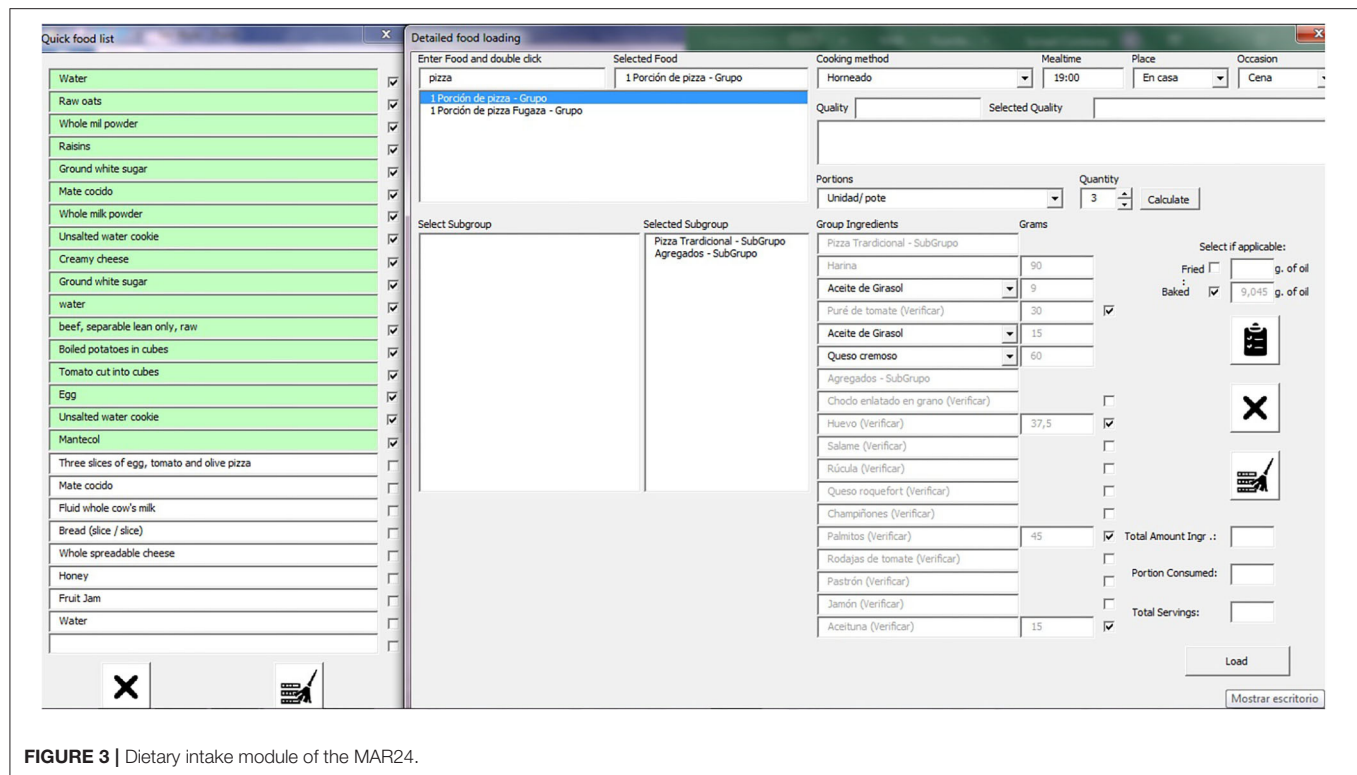 Quick food list
x
Water
Raw oats
Whole mil powder
Raisins
Ground white sugar
Mate cocido
Whole milk powder
Unsalted water cookie
Creamy cheese
Ground white sugar
water
beef, separable lean only, raw
Boiled potatoes in cubes
Tomato cut into cubes
Egg
Unsalted water cookie
Mantecol
Three slices of egg, tomato and olive pizza
Mate cocido
Fluid whole cow's milk
Bread (slice / slice)
Whole spreadable cheese
Honey
Fruit Jam
Water
Detailed food loading
x
Enter Food and double click
Selected Food
Cooking method
Mealtime
Place
Occasion
pizza
1 Porción de pizza - Grupo
Horneado
19:00
En casa
Cena
1 Porción de pizza - Grupo
1 Porción de pizza Fugaza - Grupo
Quality
Selected Quality
Portions
Quantity
Unidad/ pote
3
Calculate
Select Subgroup
Selected Subgroup
Pizza Trardicional - SubGrupo
Agregados - SubGrupo
Group Ingredients
Grams
Pizza Trardicional - SubGrupo
Harina
90
Aceite de Girasol
9
Puré de tomate (Verificar)
30
Aceite de Girasol
15
Queso cremoso
60
Agregados - SubGrupo
Choclo enlatado en grano (Verificar)
Huevo (Verificar)
37,5
Salame (Verificar)
Rúcula (Verificar)
Queso roquefort (Verificar)
Champiñones (Verificar)
Palmitos (Verificar)
45
Rodajas de tomate (Verificar)
Pastrón (Verificar)
Jamón (Verificar)
Aceituna (Verificar)
15
Select if applicable:
Fried
g. of oil
:
Baked
9,045
g. of oil
Total Amount Ingr .:
Portion Consumed:
Total Servings:
Load
Mostrar escritorio
FIGURE 3 | Dietary intake module of the MAR24.